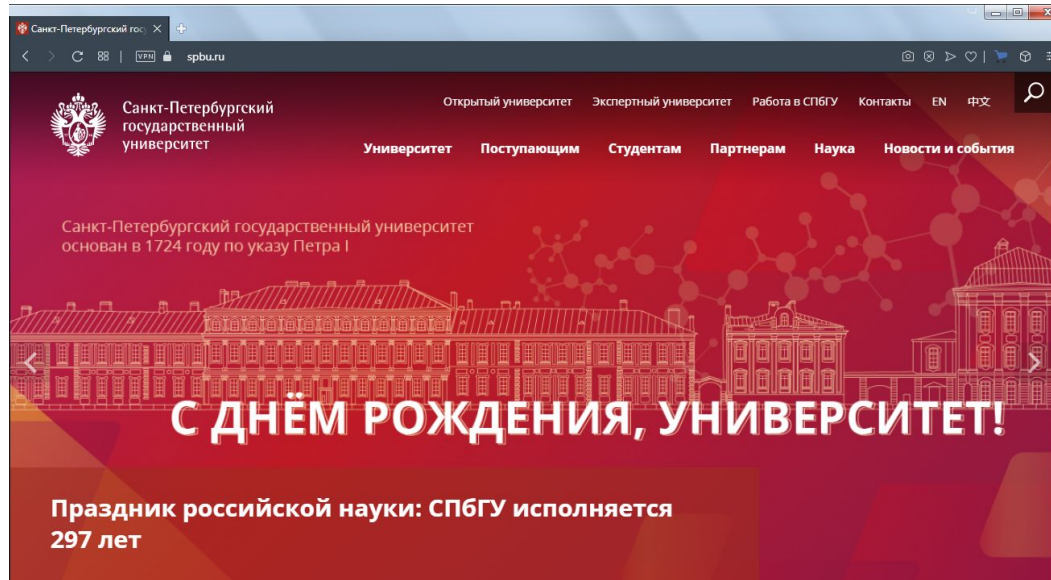 Санкт-Петербургский гос
VPN spbu.ru
Санкт-Петербургский
государственный
университет
Открытый университет Экспертный университет Работа в СПбГУ Контакты EN 中文
Университет Поступающим Студентам Партнерам Наука Новости и события
Санкт-Петербургский государственный университет
основан в 1724 году по указу Петра I
С ДНЁМ РОЖДЕНИЯ, УНИВЕРСИТЕТ!
Праздник российской науки: СПбГУ исполняется
297 лет